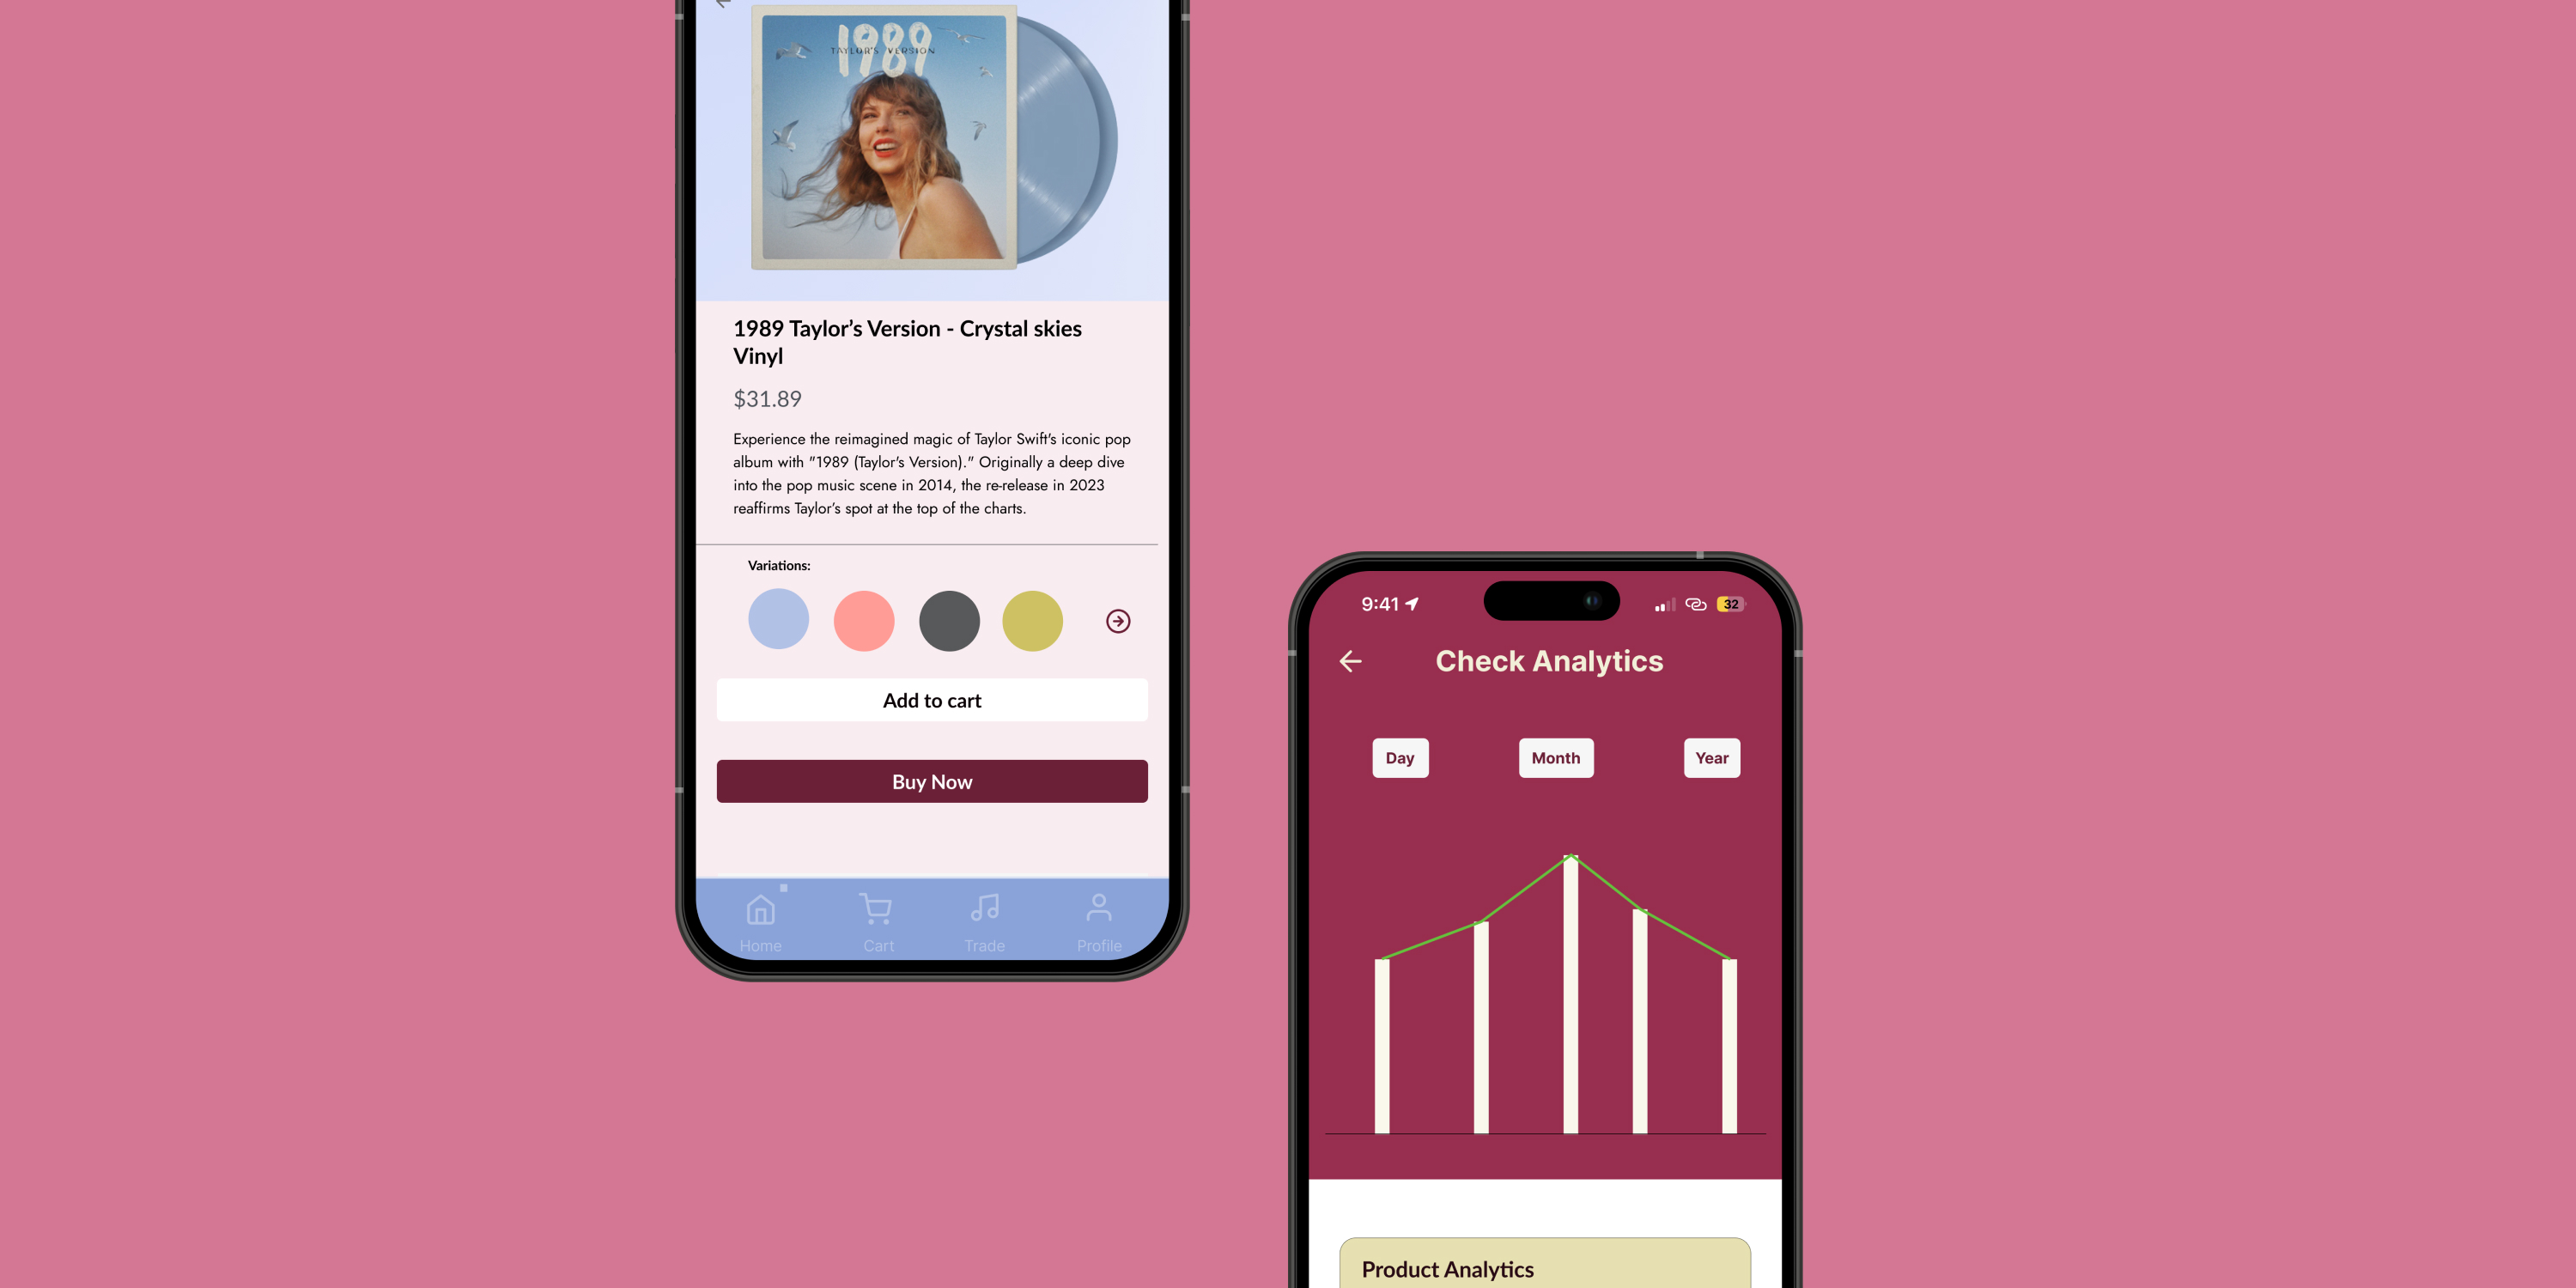 1989
TAYLOR'S VERSION
1989 Taylor’s Version - Crystal skies
Vinyl
$31.89
Experience the reimagined magic of Taylor Swift's iconic pop
album with "1989 (Taylor's Version)." Originally a deep dive
into the pop music scene in 2014, the re-release in 2023
reaffirms Taylor’s spot at the top of the charts.
Variations:
Add to cart
Buy Now
Home
Cart
Trade
Profile
9:41
32
Check Analytics
Day
Month
Year
Product Analytics